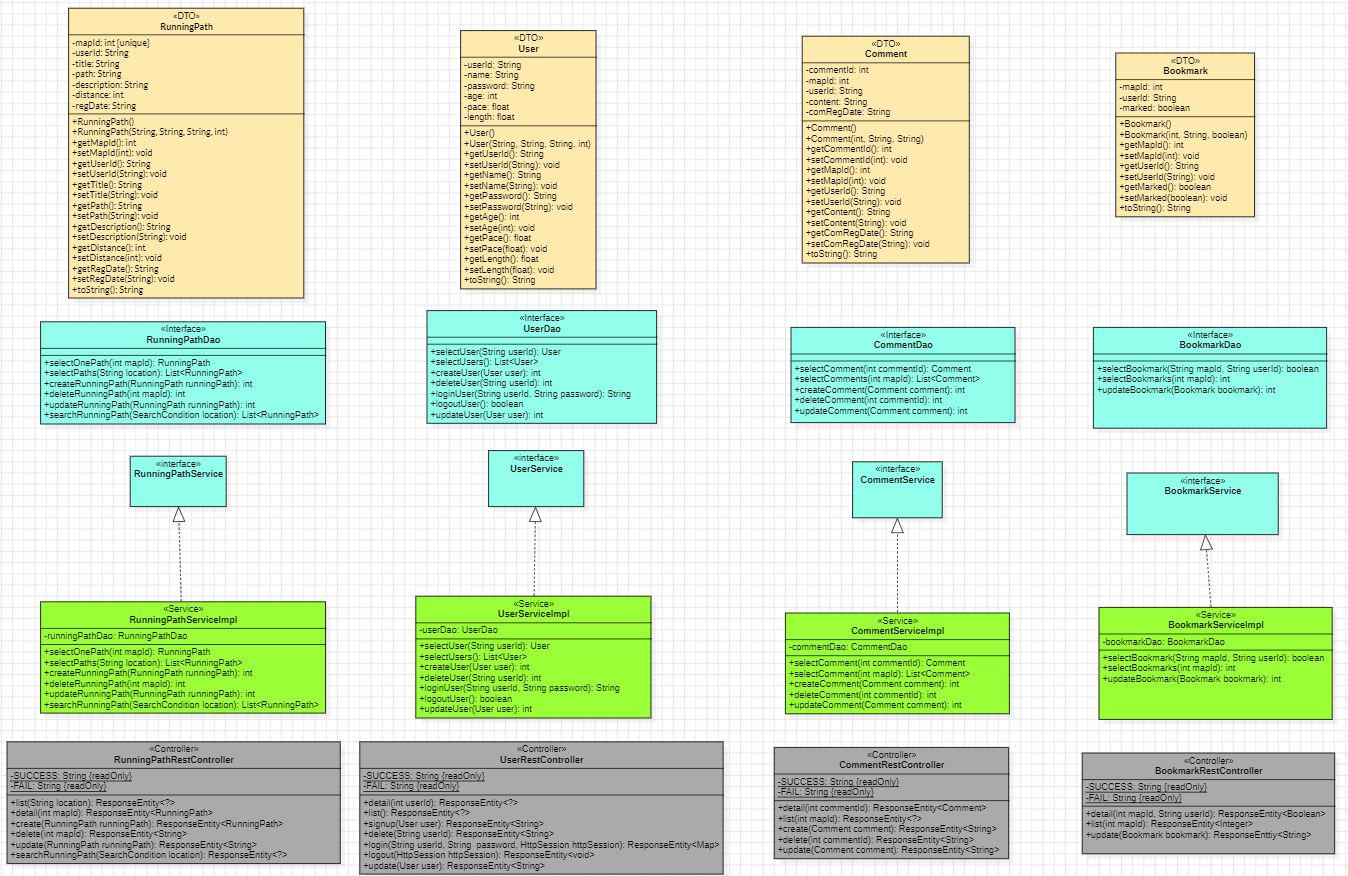 «DTO»
RunningPath
-mapId: int {unique}
-userId: String
-title: String
-path: String
-description: String
-distance: int
-regDate: String
+RunningPath()
+RunningPath(String, String, String, int)
+getMapId(): int
+setMapId(int): void
+getUserId(): String
+setUserId(String): void
+getTitle(): String
+setTitle(String): void
+getPath(): String
+setPath(String): void
+getDescription(): String
+setDescription(String): void
+getDistance(): int
+setDistance(int): void
+getRegDate(): String
+setRegDate(String): void
+toString(): String
«DTO»
User
-userId: String
-name: String
-password: String
-age: int
-pace: float
-length: float
+User()
+User(String, String, String, int)
+getUserId(): String
+setUserId(String): void
+getName(): String
+setName(String): void
+getPassword(): String
+setPassword(String): void
+getAge(): int
+setAge(int): void
+getPace(): float
+setPace(float): void
+getLength(): float
+setLength(float): void
+toString(): String
«DTO»
Comment
-commentId: int
-mapId: int
-userId: String
-content: String
-comRegDate: String
+Comment()
+Comment(int, String, String)
+getCommentId(): int
+setCommentId(int): void
+getMapId(): int
+setMapId(int): void
+getUserId(): String
+setUserId(String): void
+getContent(): String
+setContent(String): void
+getComRegDate(): String
+setComRegDate(String): void
+toString(): String
«DTO»
Bookmark
-mapId: int
-userId: String
-marked: boolean
+Bookmark()
+Bookmark(int, String, boolean)
+getMapId(): int
+setMapId(int): void
+getUserId(): String
+setUserId(String): void
+getMarked(): boolean
+setMarked(boolean): void
+toString(): String
«Interface»
RunningPathDao
+selectOnePath(int mapId): RunningPath
+selectPaths(String location): List<RunningPath>
+createRunningPath(RunningPath runningPath): int
+deleteRunningPath(int mapId): int
+updateRunningPath(RunningPath runningPath): int
+searchRunningPath(SearchCondition location): List<RunningPath>
«Interface»
UserDao
+selectUser(String userId): User
+selectUsers(): List<User>
+createUser(User user): int
+deleteUser(String userId): int
+loginUser(String userId, String password): String
+logoutUser(): boolean
+updateUser(User user): int
«Interface»
CommentDao
+selectComment(int commentId): Comment
+selectComments(int mapId): List<Comment>
+createComment(Comment comment): int
+deleteComment(int commentId): int
+updateComment(Comment comment): int
«Interface»
BookmarkDao
+selectBookmark(String mapId, String userId): boolean
+selectBookmarks(int mapId): int
+updateBookmark(Bookmark bookmark): int
«interface»
RunningPathService
«interface»
UserService
«interface»
CommentService
«interface»
BookmarkService
«Service»
RunningPathServiceImpl
-runningPathDao: RunningPathDao
+selectOnePath(int mapId): RunningPath
+selectPaths(String location): List<RunningPath>
+createRunningPath(RunningPath runningPath): int
+deleteRunningPath(int mapId): int
+updateRunningPath(RunningPath runningPath): int
+searchRunningPath(SearchCondition location): List<RunningPath>
«Service»
UserServiceImpl
-userDao: UserDao
+selectUser(String userId): User
+selectUsers(): List<User>
+createUser(User user): int
+deleteUser(String userId): int
+loginUser(String userId, String password): String
+logoutUser(): boolean
+updateUser(User user): int
«Service»
CommentServiceImpl
-commentDao: CommentDao
+selectComment(int commentId): Comment
+selectComment(int mapId): List<Comment>
+createComment(Comment comment): int
+deleteComment(int commentId): int
+updateComment(Comment comment): int
«Service»
BookmarkServiceImpl
-bookmarkDao: BookmarkDao
+selectBookmark(String mapId, String userId): boolean
+selectBookmarks(int mapId): int
+updateBookmark(Bookmark bookmark): int
«Controller»
RunningPathRestController
-SUCCESS: String {readOnly}
-FAIL: String {readOnly}
+list(String location): ResponseEntity<?>
+detail(int mapId): ResponseEntity<RunningPath>
+create(RunningPath runningPath): ResponseEntity<RunningPath>
+delete(int mapId): ResponseEntity<String>
+update(RunningPath runningPath): ResponseEntity<String>
+searchRunningPath(SearchCondition location): ResponseEntity<?>
«Controller»
UserRestController
-SUCCESS: String {readOnly}
-FAIL: String {readOnly}
+detail(int userId): ResponseEntity<?>
+list(): ResponseEntity<?>
+signup(User user): ResponseEntity<String>
+delete(String userId): ResponseEntity<String>
+login(String userId, String password, HttpSession httpSession): ResponseEntity<Map>
+logout(HttpSession httpSession): ResponseEntity<void>
+update(User user): ResponseEntity<String>
«Controller»
CommentRestController
-SUCCESS: String {readOnly}
-FAIL: String {readOnly}
+detail(int commentId): ResponseEntity<Comment>
+list(int mapId): ResponseEntity<?>
+create(Comment comment): ResponseEntity<String>
+delete(int commentId): ResponseEntity<String>
+update(Comment comment): ResponseEntity<String>
«Controller»
BookmarkRestController
-SUCCESS: String {readOnly}
-FAIL: String {readOnly}
+detail(int mapId, String userId): ResponseEntity<Boolean>
+list(int mapId): ResponseEntity<Integer>
+update(Bookmark bookmark): ResponseEntity<String>